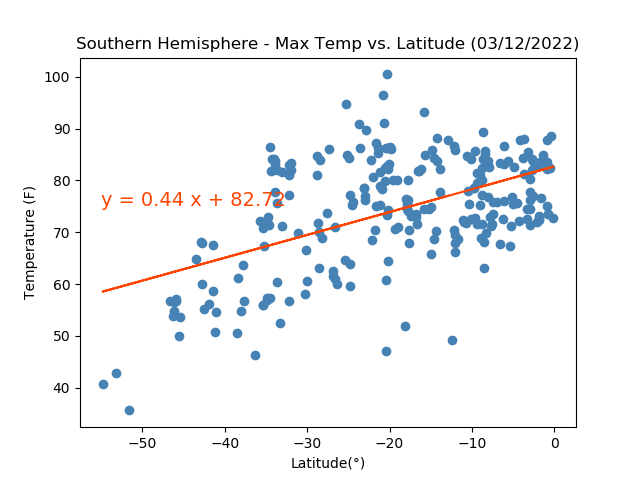 Southern Hemisphere - Max Temp vs. Latitude (03/12/2022)
100
90
80
y = 0.44 x + 82.72
70
60
50
40
Temperature (F)
−50 −40 −30 −20 −10 0
Latitude(°)